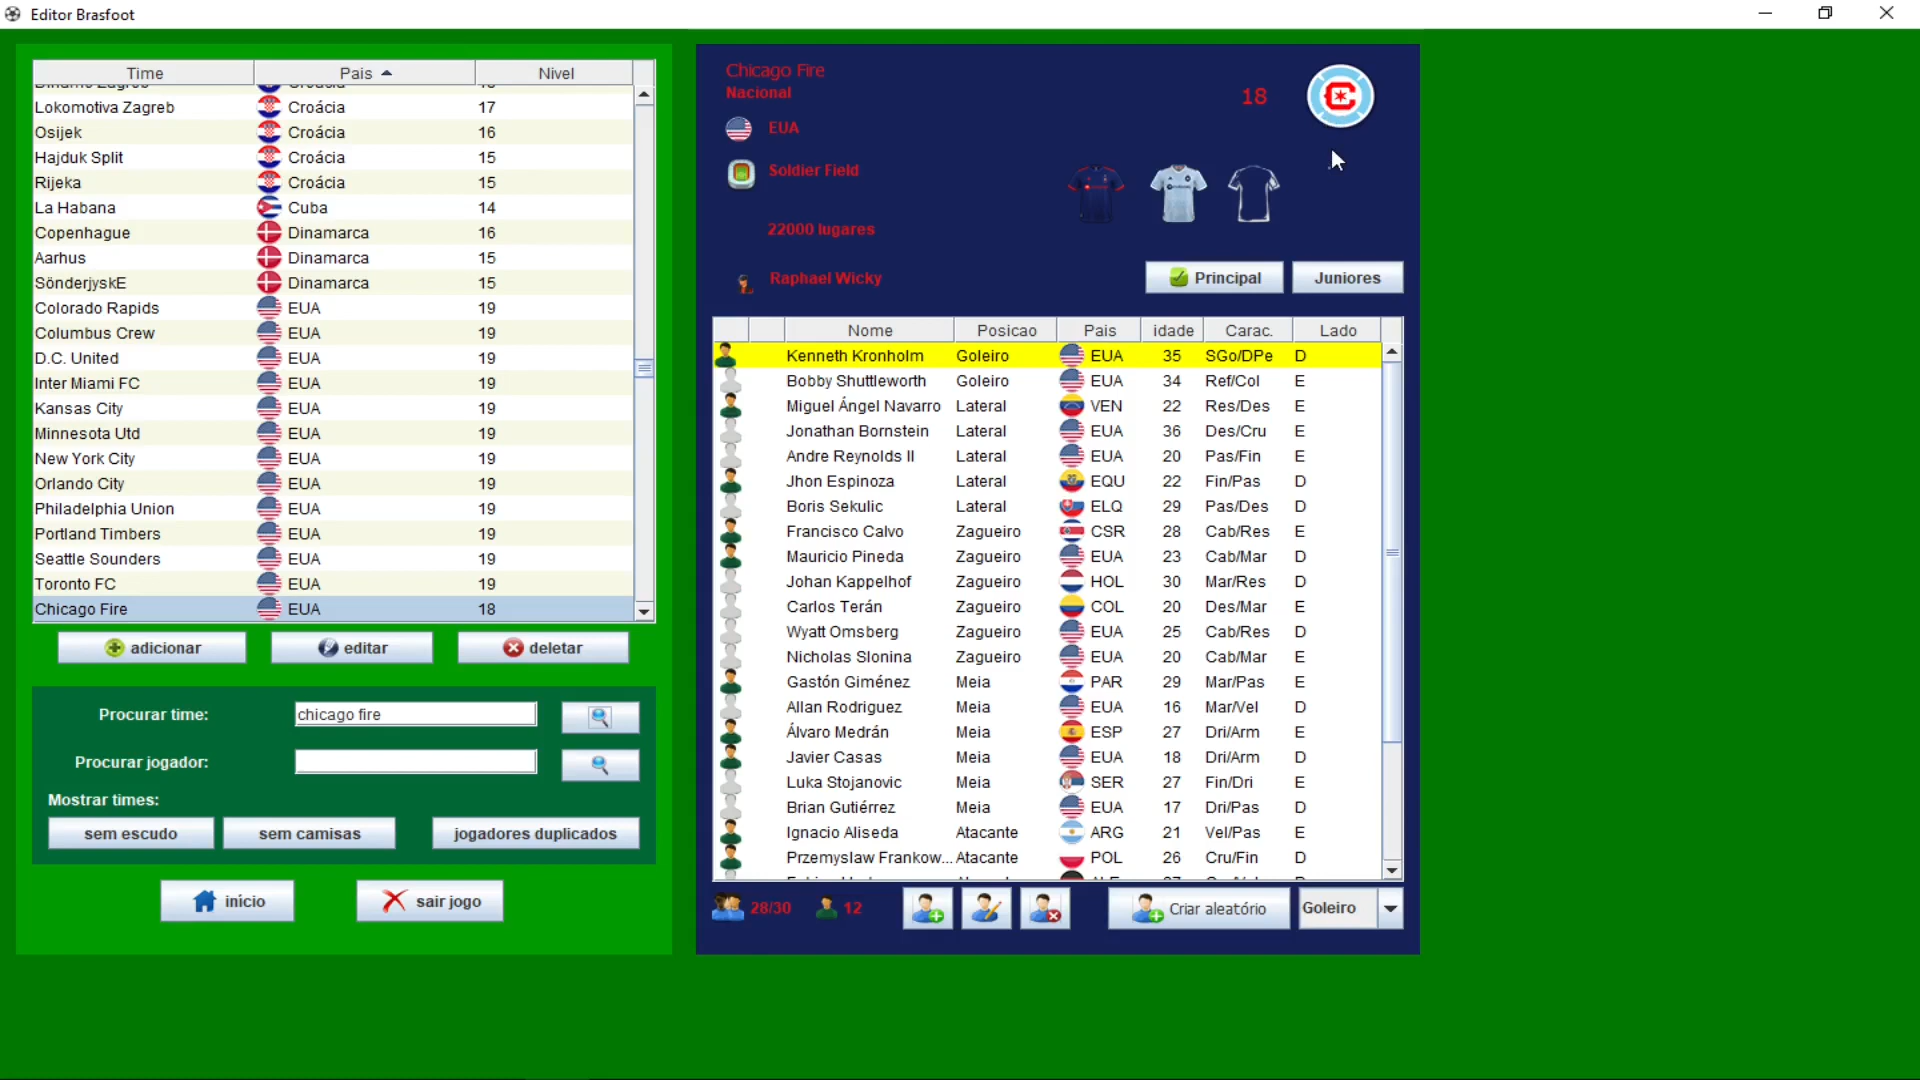 Editor Brasfoot
Time Pais Nivel
Lokomotiva Zagreb Croácia 17
Osijek Croácia 16
Hajduk Split Croácia 15
Rijeka Croácia 15
La Habana Cuba 14
Copenhague Dinamarca 16
Aarhus Dinamarca 15
SönderjyskE Dinamarca 15
Colorado Rapids EUA 19
Columbus Crew EUA 19
D.C. United EUA 19
Inter Miami FC EUA 19
Kansas City EUA 19
Minnesota Utd EUA 19
New York City EUA 19
Orlando City EUA 19
Philadelphia Union EUA 19
Portland Timbers EUA 19
Seattle Sounders EUA 19
Toronto FC EUA 19
Chicago Fire EUA 18
adicionar editar deletar
Procurar time: chicago fire
Procurar jogador:
Mostrar times:
sem escudo sem camisas jogadores duplicados
início sair jogo
Chicago Fire
Nacional
18
EUA
Soldier Field
22000 lugares
Raphael Wicky
Principal Juniores
Nome Posicao Pais idade Carac. Lado
Kenneth Kronholm Goleiro EUA 35 SGo/DPe D
Bobby Shuttleworth Goleiro EUA 34 Ref/Col E
Miguel Ángel Navarro Lateral VEN 22 Res/Des E
Jonathan Bornstein Lateral EUA 36 Des/Cru E
Andre Reynolds II Lateral EUA 20 Pas/Fin E
Jhon Espinoza Lateral EQU 22 Fin/Pas D
Boris Sekulic Lateral ELQ 29 Pas/Des D
Francisco Calvo Zagueiro CSR 28 Cab/Res E
Mauricio Pineda Zagueiro EUA 23 Cab/Mar D
Johan Kappelhof Zagueiro HOL 30 Mar/Res D
Carlos Terán Zagueiro COL 20 Des/Mar E
Wyatt Omsberg Zagueiro EUA 25 Cab/Res D
Nicholas Slonina Zagueiro EUA 20 Cab/Mar E
Gastón Giménez Meia PAR 29 Mar/Pas E
Allan Rodriguez Meia EUA 16 Mar/Vel D
Álvaro Medrán Meia ESP 27 Dri/Arm E
Javier Casas Meia EUA 18 Dri/Arm D
Luka Stojanovic Meia SER 27 Fin/Dri E
Brian Gutiérrez Meia EUA 17 Dri/Pas D
Ignacio Aliseda Atacante ARG 21 Vel/Pas E
Przemyslaw Frankow... Atacante POL 26 Cru/Fin D
28/30 12 Criar aleatório Goleiro